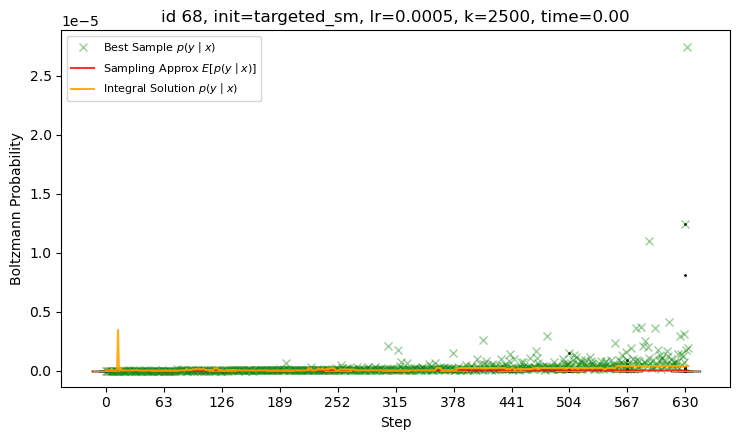 id 68, init=targeted_sm, lr=0.0005, k=2500, time=0.00
1e−5
Best Sample p(y | x)
Sampling Approx E[p(y | x)]
Integral Solution p(y | x)
2.5
2.0
1.5
1.0
0.5
0.0
Boltzmann Probability
0 63 126 189 252 315 378 441 504 567 630
Step